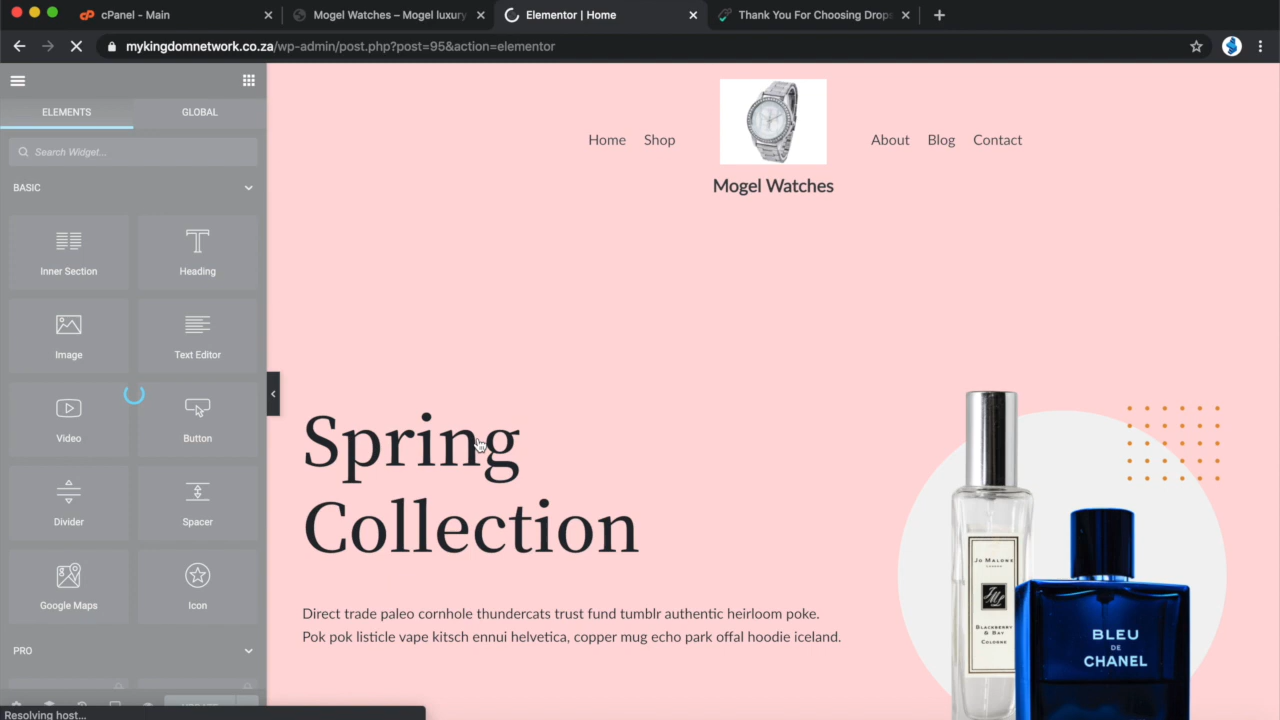 cPanel - Main
Mogel Watches – Mogel luxury
Elementor | Home
Thank You For Choosing Drops
mykingdomnetwork.co.za/wp-admin/post.php?post=95&action=elementor
ELEMENTS
GLOBAL
Search Widget...
BASIC
Inner Section
Heading
Image
Text Editor
Video
Button
Divider
Spacer
Google Maps
Icon
PRO
UPDATE
Resolving host...
Home
Shop
About
Blog
Contact
Mogel Watches
Spring
Collection
Direct trade paleo cornhole thundercats trust fund tumblr authentic heirloom poke.
Pok pok listicle vape kitsch ennui helvetica, copper mug echo park offal hoodie iceland.
JO MALONE
LONDON
BLACKBERRY
& BAY
COLOGNE
BLEU
DE
CHANEL